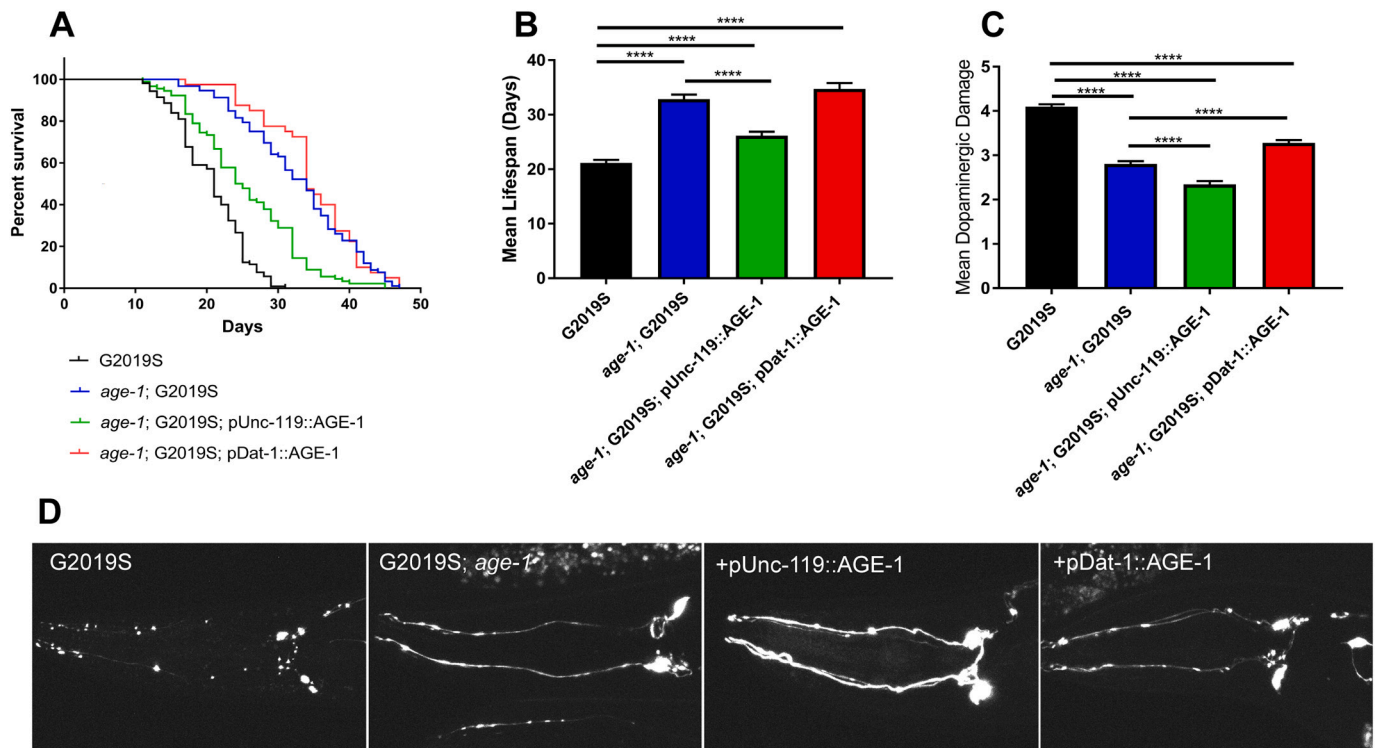 A
Percent survival
100
80
60
40
20
0
0 10 20 30 40 50
Days
G2019S
age-1; G2019S
age-1; G2019S; pUnc-119::AGE-1
age-1; G2019S; pDat-1::AGE-1
B
****
****
****
****
Mean Lifespan (Days)
40
30
20
10
0
G2019S
age-1; G2019S
age-1; G2019S; pUnc-119::AGE-1
age-1; G2019S; pDat-1::AGE-1
C
****
****
****
****
****
Mean Dopaminergic Damage
5
4
3
2
1
0
G2019S
age-1; G2019S
age-1; G2019S; pUnc-119::AGE-1
age-1; G2019S; pDat-1::AGE-1
D
G2019S
G2019S; age-1
+pUnc-119::AGE-1
+pDat-1::AGE-1